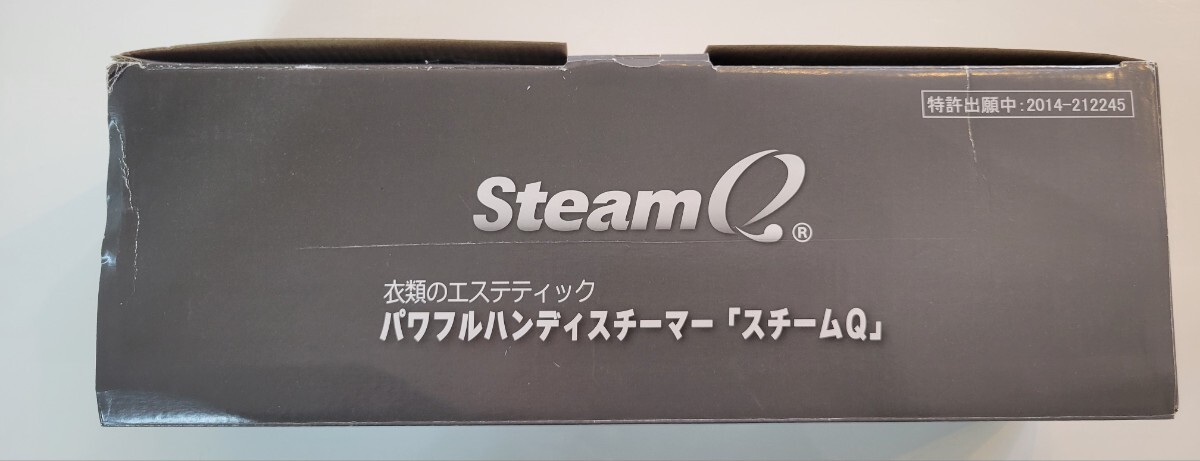 特許出願中:2014-212245
SteamQ®
衣類のエステティック
パワフルハンディスチーマー「スチームQ」